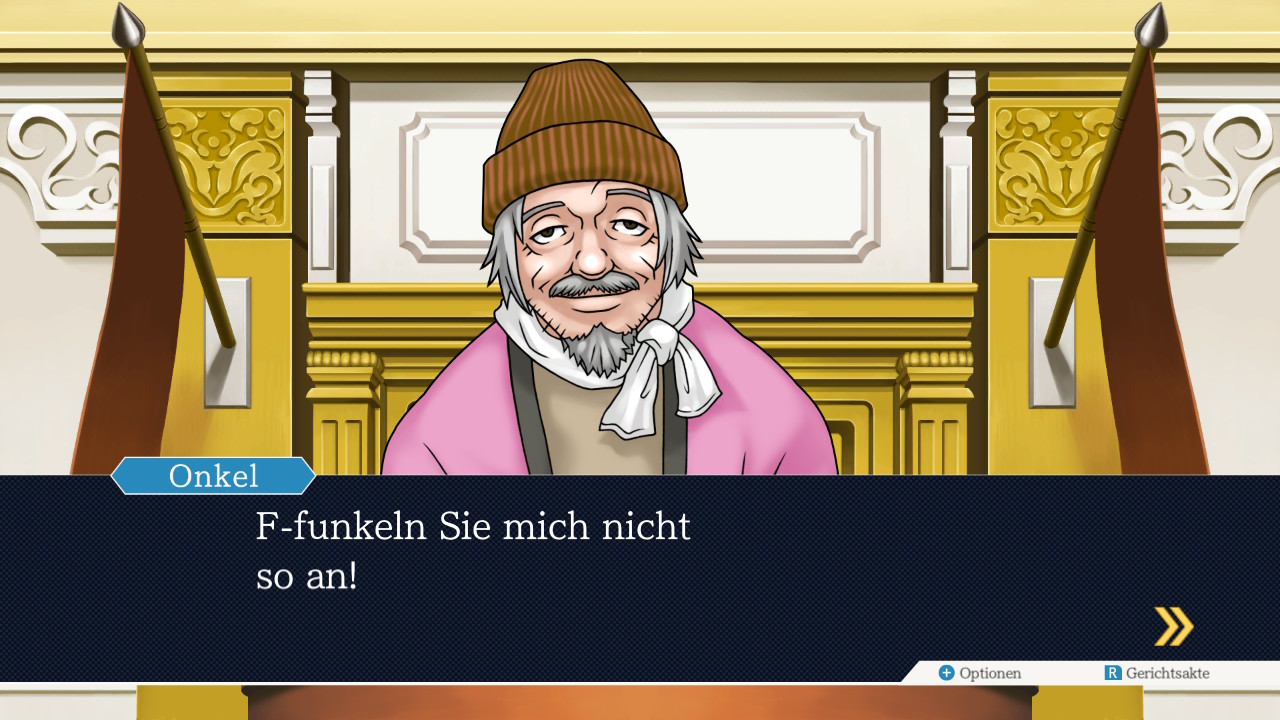 Onkel
F-funkeln Sie mich nicht
so an!
+ Optionen
R Gerichtsakte